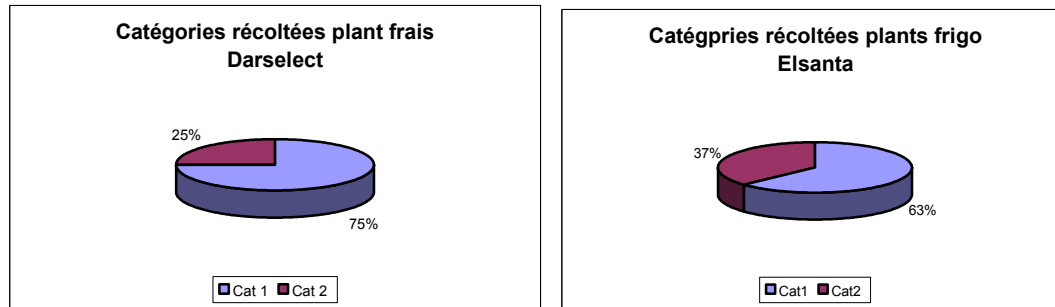 Catégories récoltées plant frais
Darselect
25%
75%
Cat 1 Cat 2
Catégpries récoltées plants frigo
Elsanta
37%
63%
Cat1 Cat2